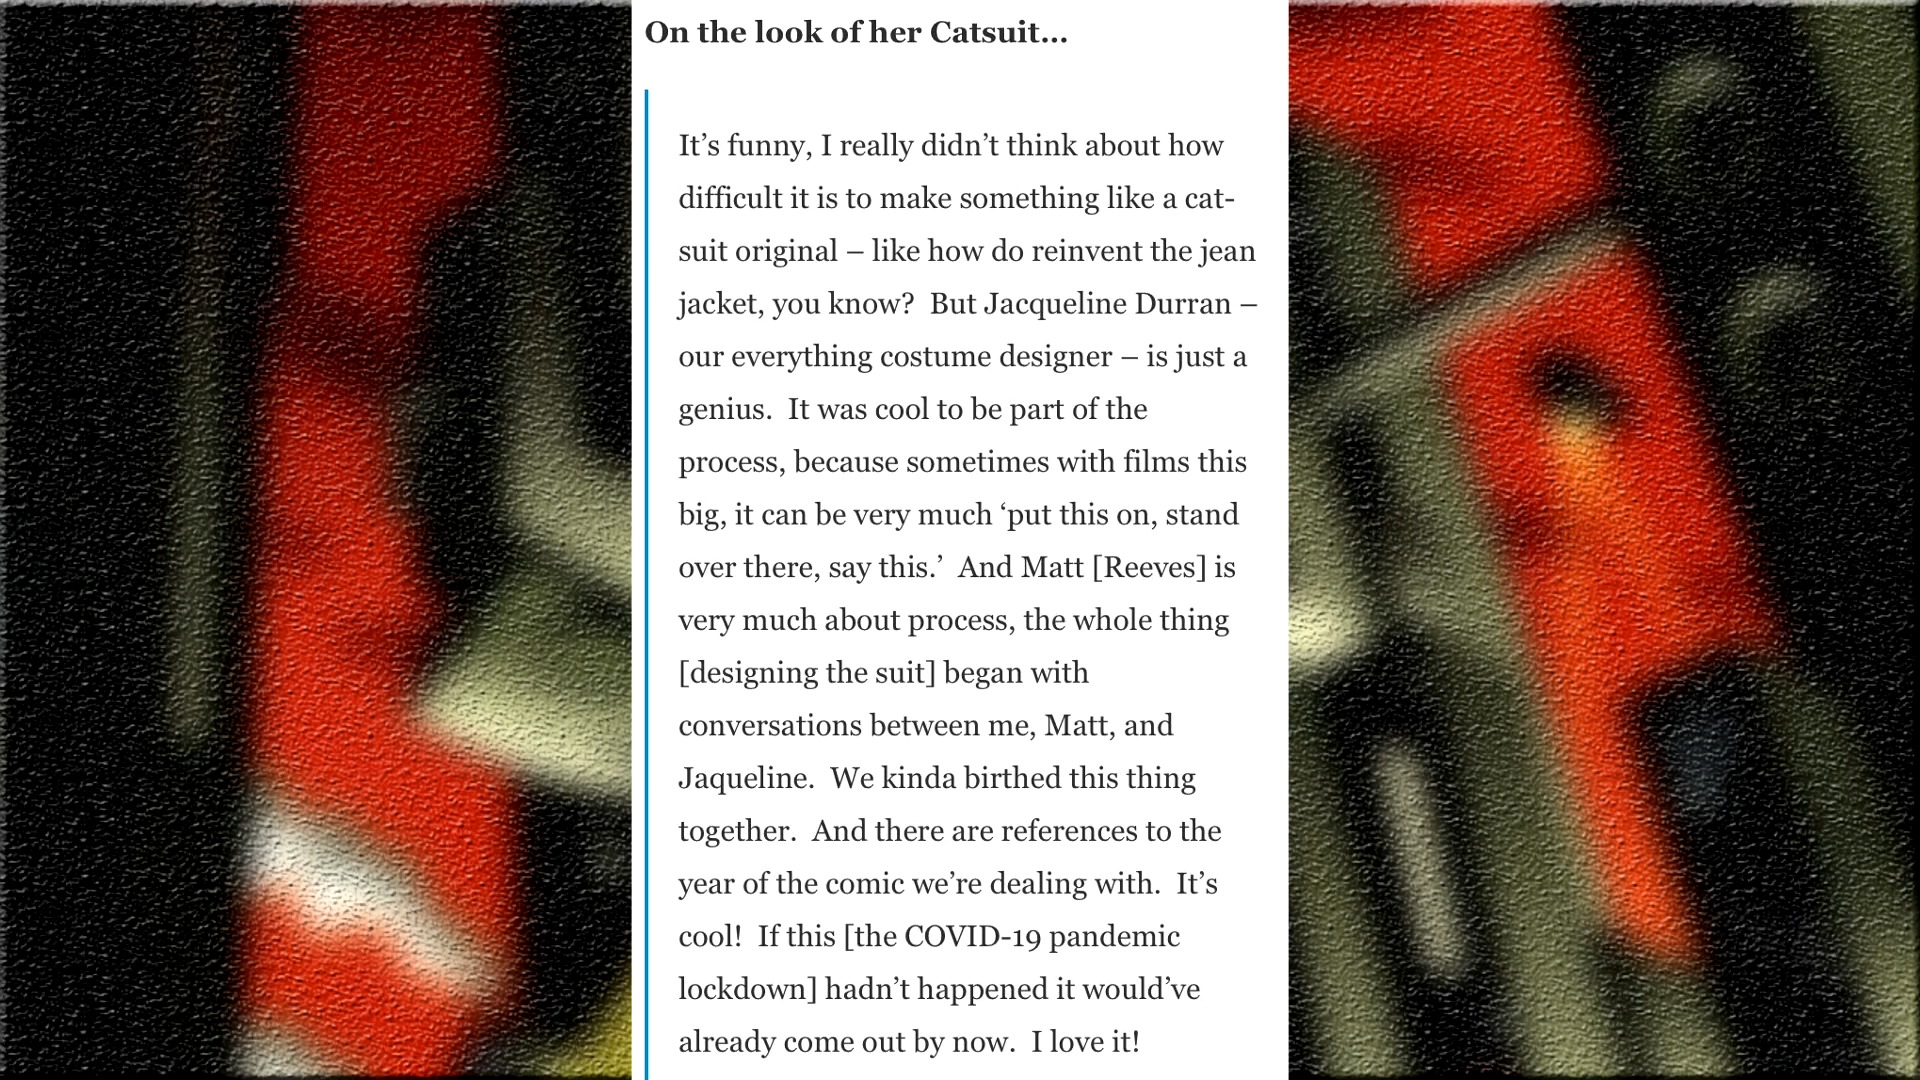 On the look of her Catsuit...
It’s funny, I really didn’t think about how
difficult it is to make something like a cat-
suit original – like how do reinvent the jean
jacket, you know?  But Jacqueline Durran –
our everything costume designer – is just a
genius.  It was cool to be part of the
process, because sometimes with films this
big, it can be very much ‘put this on, stand
over there, say this.’  And Matt [Reeves] is
very much about process, the whole thing
[designing the suit] began with
conversations between me, Matt, and
Jaqueline.  We kinda birthed this thing
together.  And there are references to the
year of the comic we’re dealing with.  It’s
cool!  If this [the COVID-19 pandemic
lockdown] hadn’t happened it would’ve
already come out by now.  I love it!